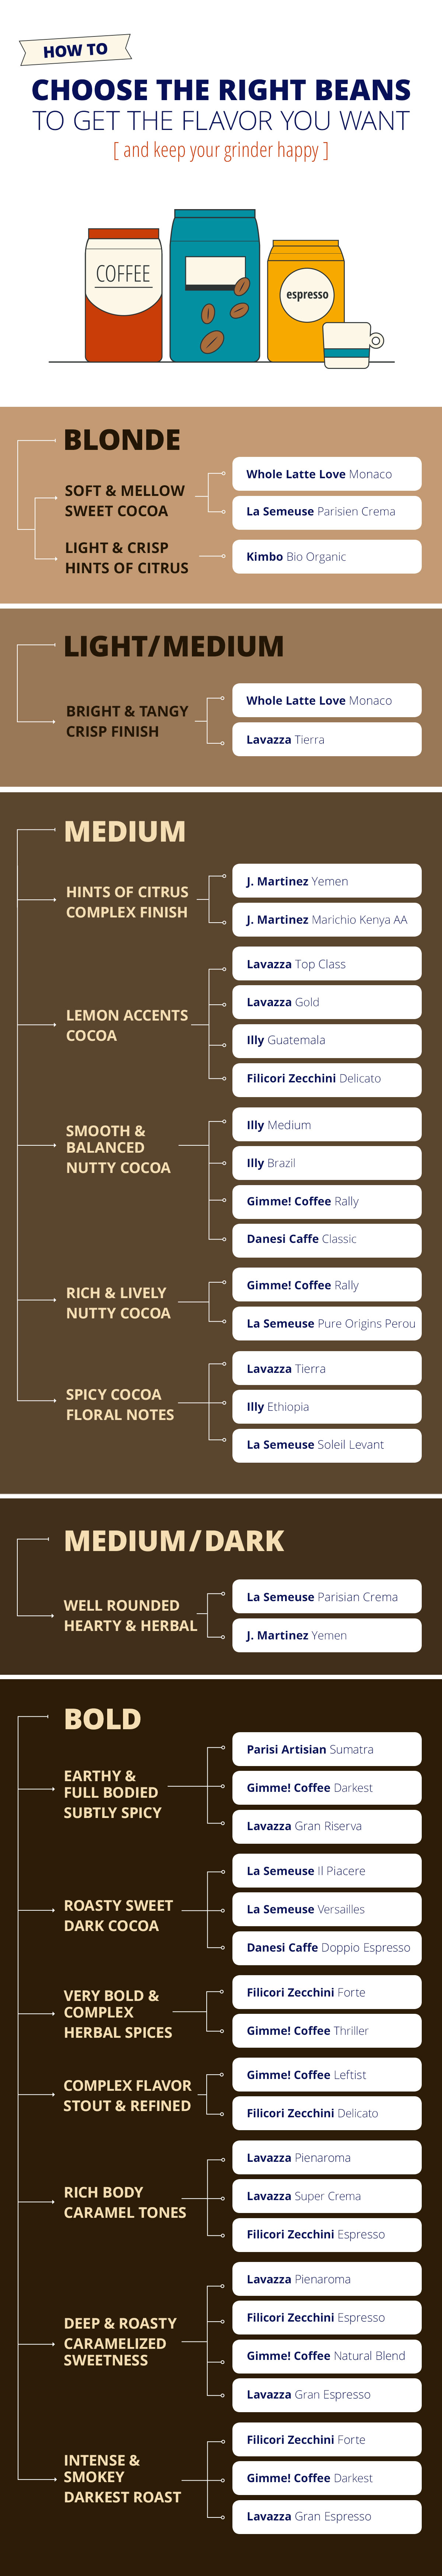 HOW TO
CHOOSE THE RIGHT BEANS
TO GET THE FLAVOR YOU WANT
[ and keep your grinder happy ]
COFFEE
espresso
BLONDE
SOFT & MELLOW
SWEET COCOA
Whole Latte Love Monaco
La Semeuse Parisien Crema
LIGHT & CRISP
HINTS OF CITRUS
Kimbo Bio Organic
LIGHT/MEDIUM
BRIGHT & TANGY
CRISP FINISH
Whole Latte Love Monaco
Lavazza Tierra
MEDIUM
HINTS OF CITRUS
COMPLEX FINISH
J. Martinez Yemen
J. Martinez Marichio Kenya AA
LEMON ACCENTS
COCOA
Lavazza Top Class
Lavazza Gold
Illy Guatemala
Filicori Zecchini Delicato
SMOOTH &
BALANCED
NUTTY COCOA
Illy Medium
Illy Brazil
Gimme! Coffee Rally
Danesi Caffe Classic
RICH & LIVELY
NUTTY COCOA
Gimme! Coffee Rally
La Semeuse Pure Origins Perou
SPICY COCOA
FLORAL NOTES
Lavazza Tierra
Illy Ethiopia
La Semeuse Soleil Levant
MEDIUM/DARK
WELL ROUNDED
HEARTY & HERBAL
La Semeuse Parisian Crema
J. Martinez Yemen
BOLD
EARTHY &
FULL BODIED
SUBTLY SPICY
Parisi Artisian Sumatra
Gimme! Coffee Darkest
Lavazza Gran Riserva
ROASTY SWEET
DARK COCOA
La Semeuse Il Piacere
La Semeuse Versailles
Danesi Caffe Doppio Espresso
VERY BOLD &
COMPLEX
HERBAL SPICES
Filicori Zecchini Forte
Gimme! Coffee Thriller
COMPLEX FLAVOR
STOUT & REFINED
Gimme! Coffee Leftist
Filicori Zecchini Delicato
RICH BODY
CARAMEL TONES
Lavazza Pienaroma
Lavazza Super Crema
Filicori Zecchini Espresso
DEEP & ROASTY
CARAMELIZED
SWEETNESS
Lavazza Pienaroma
Filicori Zecchini Espresso
Gimme! Coffee Natural Blend
Lavazza Gran Espresso
INTENSE &
SMOKEY
DARKEST ROAST
Filicori Zecchini Forte
Gimme! Coffee Darkest
Lavazza Gran Espresso